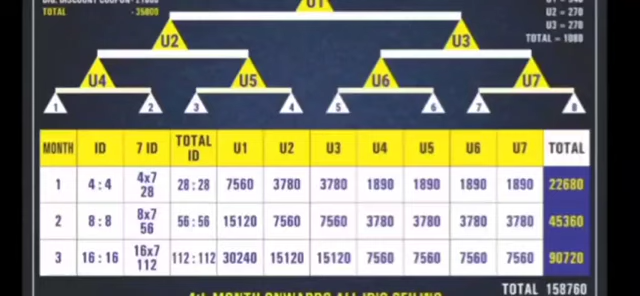 TOTAL - 35000
U1
U2 = 270
U3 = 270
TOTAL = 1080
U2 U3
U4 U5 U6 U7
1 2 3 4 5 6 7 8
MONTH ID 7 ID TOTAL ID U1 U2 U3 U4 U5 U6 U7 TOTAL
1 4:4 4x7 28 28:28 7560 3780 3780 1890 1890 1890 1890 22680
2 8:8 8x7 56 56:56 15120 7560 7560 3780 3780 3780 3780 45360
3 16:16 16x7 112 112:112 30240 15120 15120 7560 7560 7560 7560 90720
TOTAL 158760